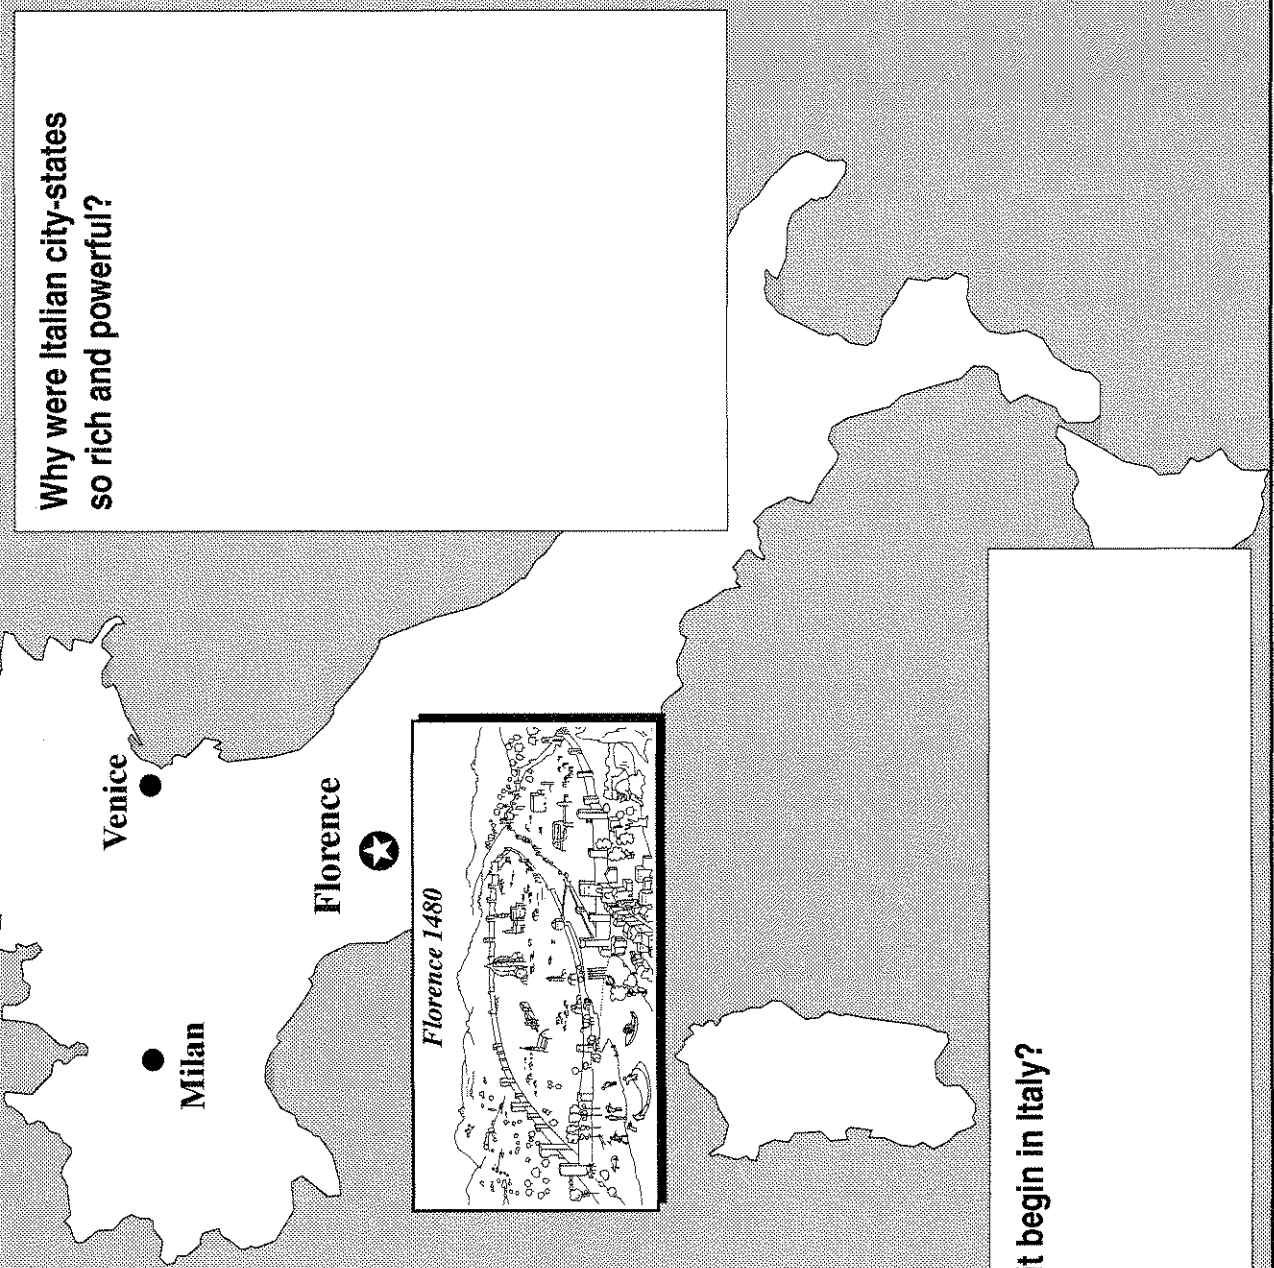 Why were Italian city-states
so rich and powerful?
Venice
Florence
Milan
Florence 1480
t begin in Italy?